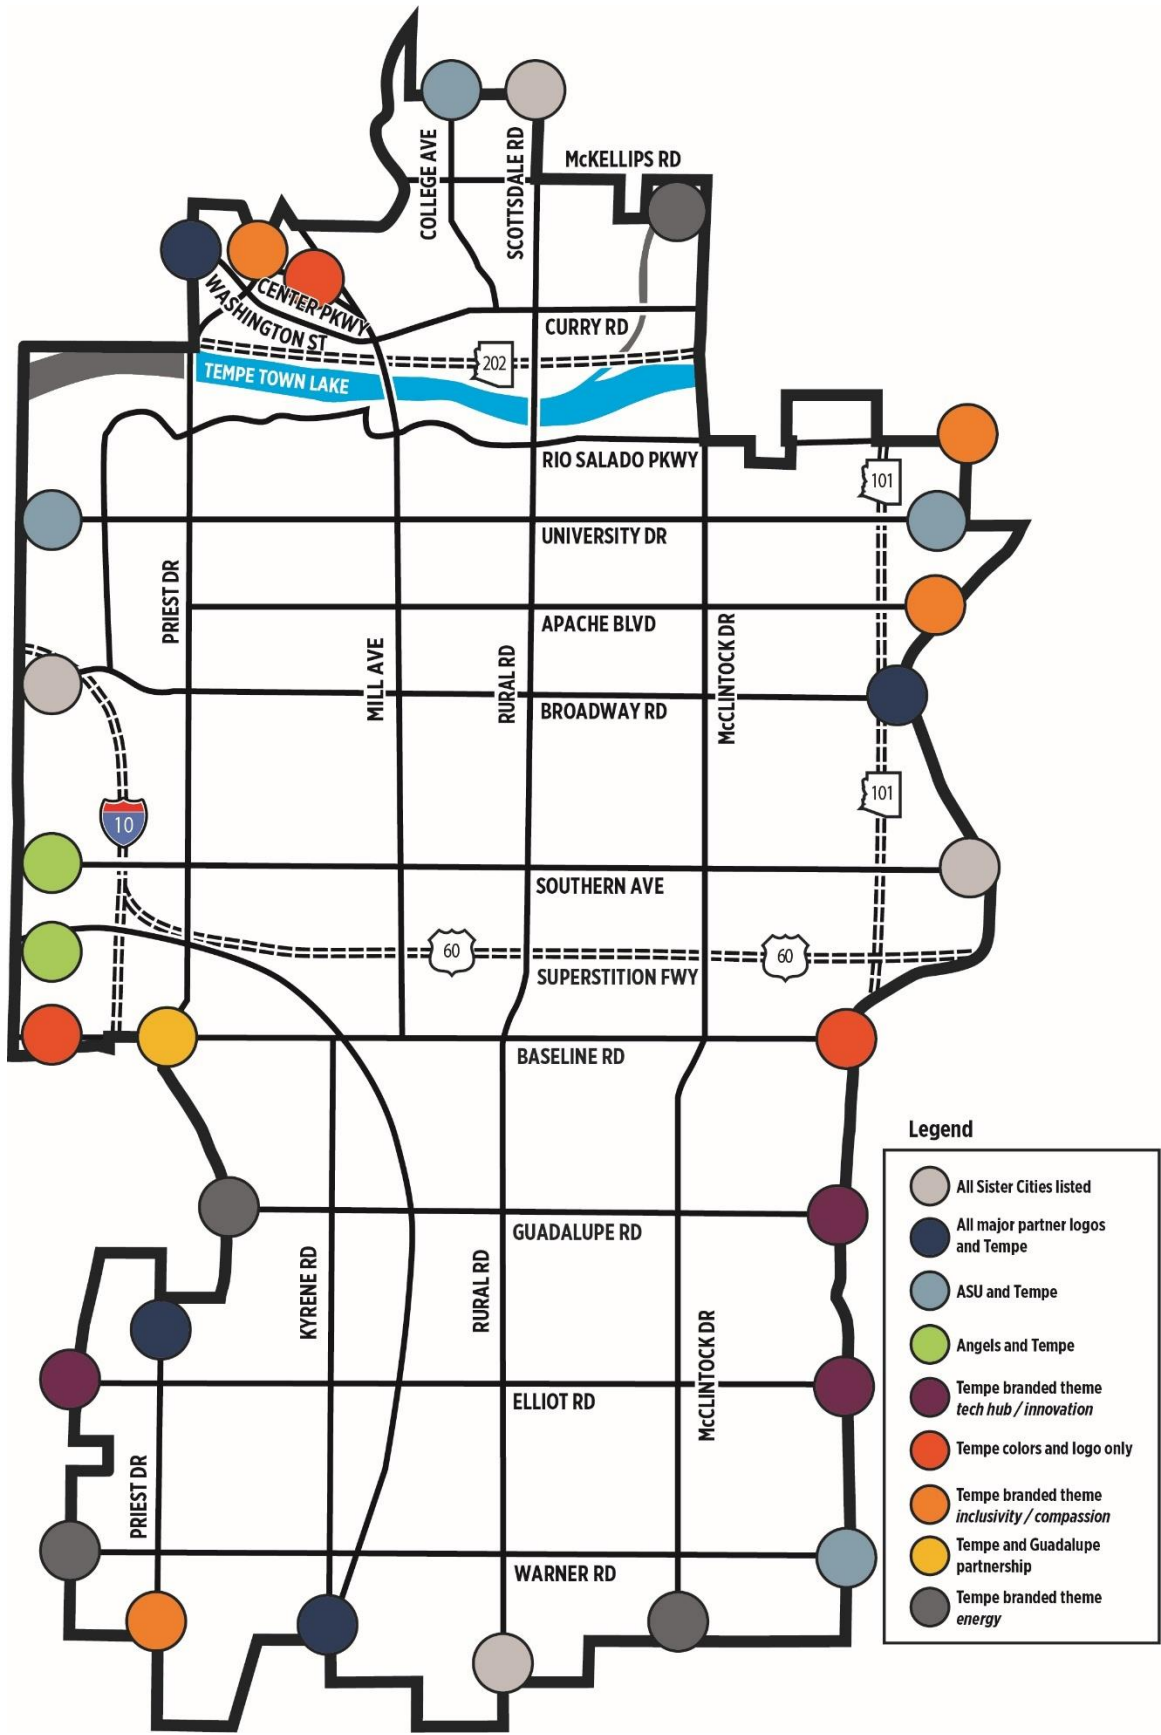 COLLEGE AVE
SCOTTSDALE RD
McKELLIPS RD
WASHINGTON ST
CENTER PKWY
CURRY RD
202
TEMPE TOWN LAKE
RIO SALADO PKWY
101
UNIVERSITY DR
PRIEST DR
APACHE BLVD
MILL AVE
RURAL RD
McCLINTOCK DR
BROADWAY RD
101
10
SOUTHERN AVE
60
60
SUPERSTITION FWY
BASELINE RD
GUADALUPE RD
KYRENE RD
RURAL RD
McCLINTOCK DR
ELLIOT RD
PRIEST DR
WARNER RD
Legend
All Sister Cities listed
All major partner logos
and Tempe
ASU and Tempe
Angels and Tempe
Tempe branded theme
tech hub / innovation
Tempe colors and logo only
Tempe branded theme
inclusivity / compassion
Tempe and Guadalupe
partnership
Tempe branded theme
energy